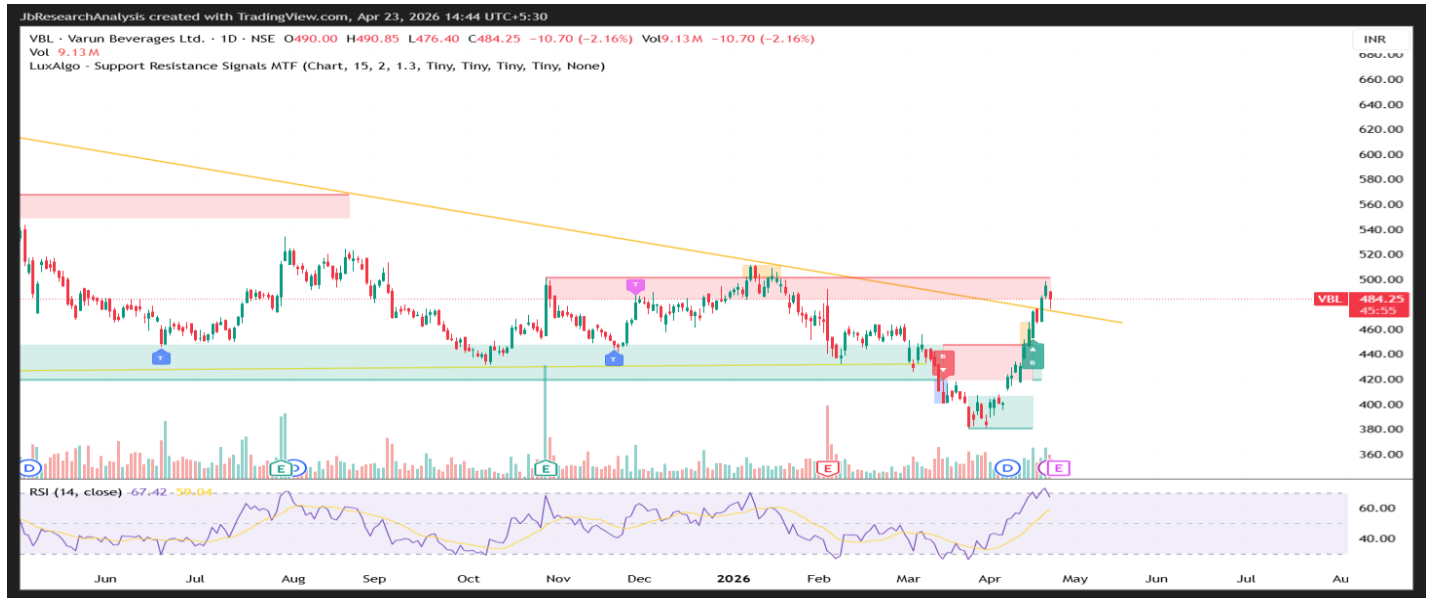 JbResearchAnalysis created with TradingView.com, Apr 23, 2026 14:44 UTC+5:30
VBL · Varun Beverages Ltd. · 1D · NSE O490.00 H490.85 L476.40 C484.25 −10.70 (−2.16%) Vol9.13M −10.70 (−2.16%)
INR
Vol 9.13M
LuxAlgo - Support Resistance Signals MTF (Chart, 15, 2, 1.3, Tiny, Tiny, Tiny, Tiny, None)
680.00
660.00
640.00
620.00
600.00
580.00
560.00
540.00
520.00
500.00
VBL 484.25
45:55
460.00
440.00
420.00
400.00
380.00
360.00
T
T
T
B
B
D
E
D
E
E
D
E
RSI (14, close) 67.42 59.04
60.00
40.00
Jun Jul Aug Sep Oct Nov Dec 2026 Feb Mar Apr May Jun Jul Au